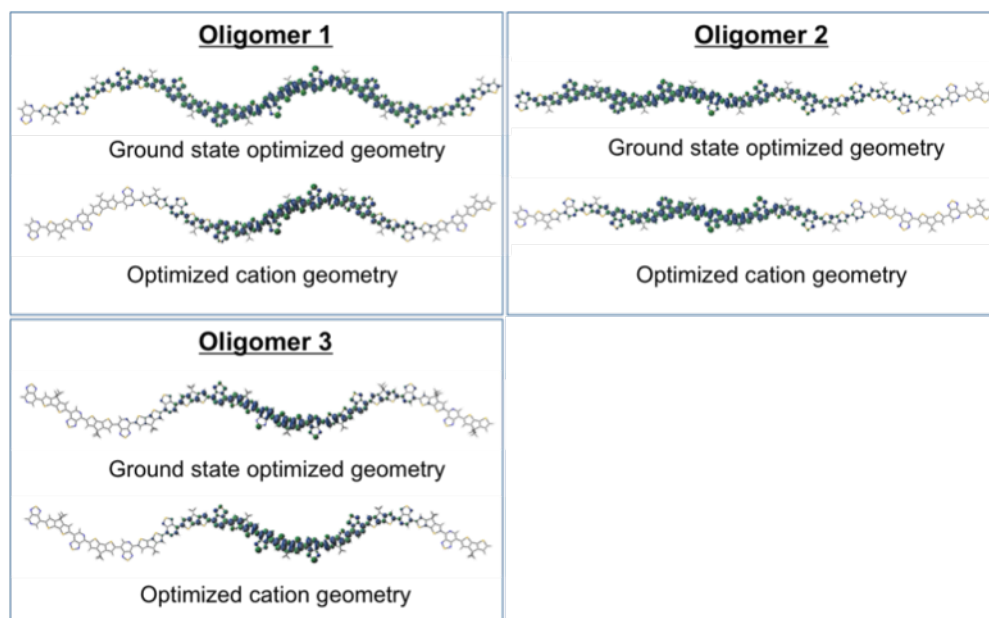 Oligomer 1
Ground state optimized geometry
Optimized cation geometry
Oligomer 2
Ground state optimized geometry
Optimized cation geometry
Oligomer 3
Ground state optimized geometry
Optimized cation geometry